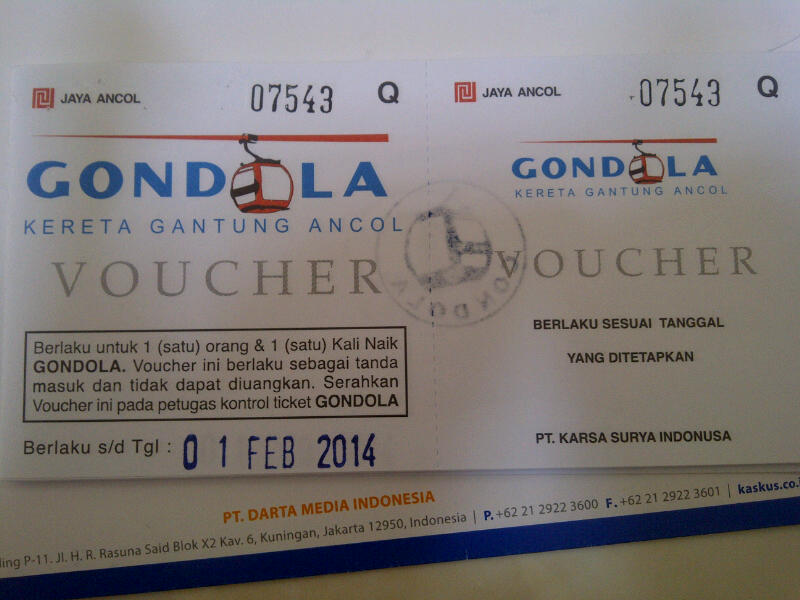 JAYA ANCOL 07543 Q
GONDOLA
KERETA GANTUNG ANCOL
VOUCHER
Berlaku untuk 1 (satu) orang & 1 (satu) Kali Naik
GONDOLA. Voucher ini berlaku sebagai tanda
masuk dan tidak dapat diuangkan. Serahkan
Voucher ini pada petugas kontrol ticket GONDOLA
Berlaku s/d Tgl : 01 FEB 2014
JAYA ANCOL 07543 Q
GONDOLA
KERETA GANTUNG ANCOL
VOUCHER
BERLAKU SESUAI TANGGAL
YANG DITETAPKAN
PT. KARSA SURYA INDONUSA
GONDOLA
PT. DARTA MEDIA INDONESIA
P-11. Jl. H. R. Rasuna Said Blok X2 Kav. 6, Kuningan, Jakarta 12950, Indonesia | P. +62 21 2922 3600 F. +62 21 2922 3601 | kaskus.co.